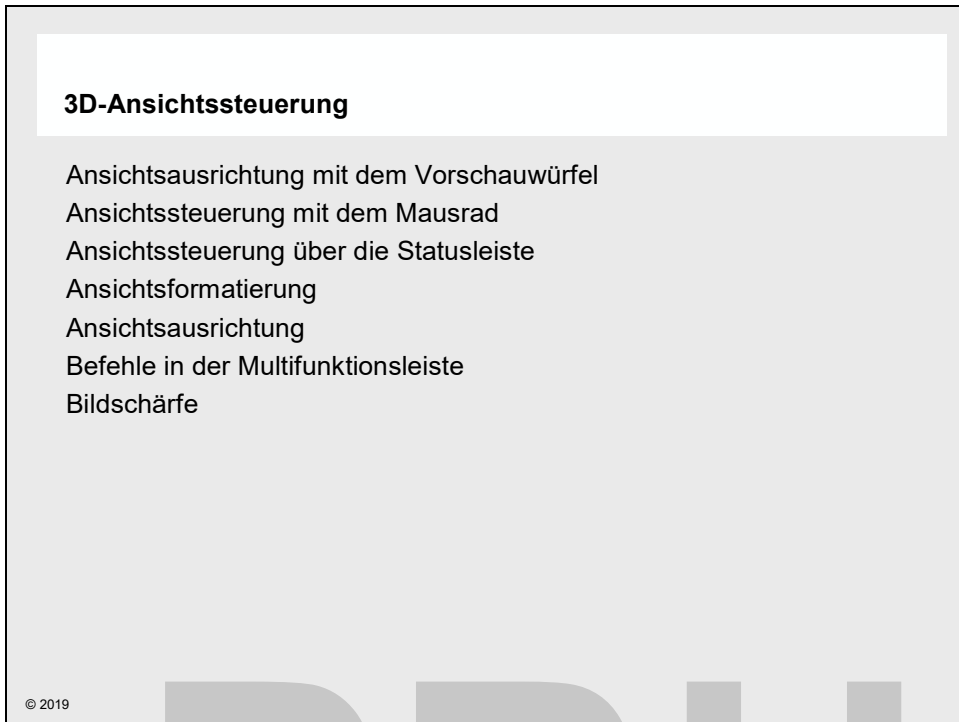 3D-Ansichtssteuerung
Ansichtsausrichtung mit dem Vorschauwürfel
Ansichtssteuerung mit dem Mausrad
Ansichtssteuerung über die Statusleiste
Ansichtsformatierung
Ansichtsausrichtung
Befehle in der Multifunktionsleiste
Bildschärfe
© 2019